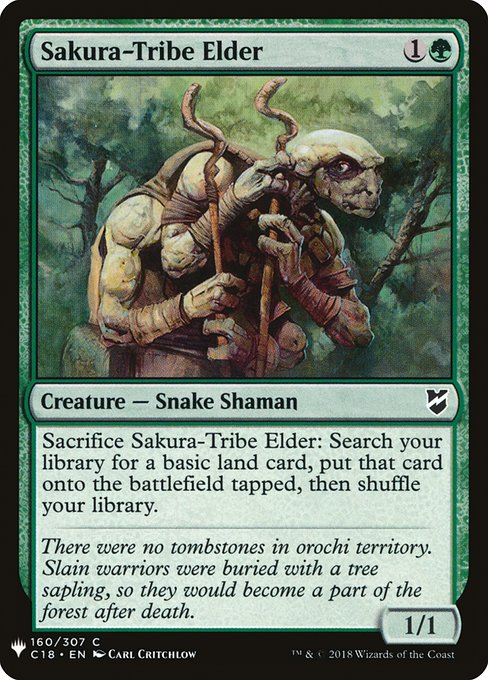 Sakura-Tribe Elder 1
Creature — Snake Shaman
Sacrifice Sakura-Tribe Elder: Search your
library for a basic land card, put that card
onto the battlefield tapped, then shuffle
your library.
There were no tombstones in orochi territory.
Slain warriors were buried with a tree
sapling, so they would become a part of the
forest after death.
1/1
160/307 C
C18 • EN Carl Critchlow
™ & © 2018 Wizards of the Coast